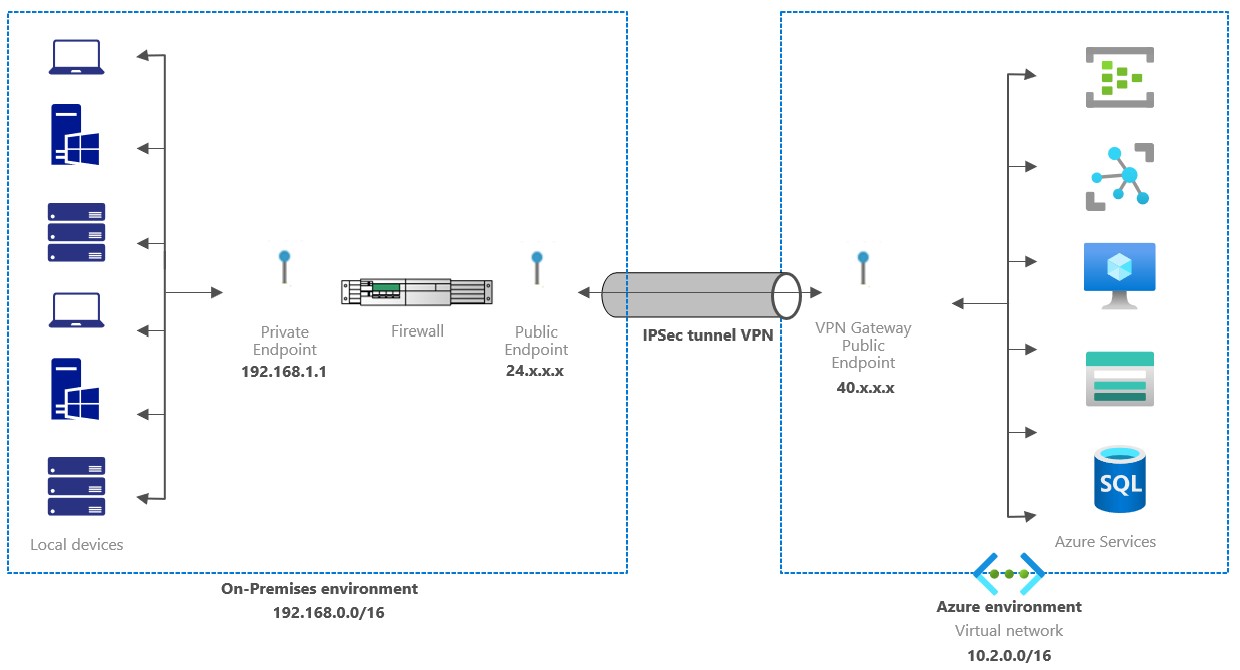 Private
Endpoint
192.168.1.1
Firewall
Public
Endpoint
24.x.x.x
IPSec tunnel VPN
VPN Gateway
Public
Endpoint
40.x.x.x
SQL
Local devices
Azure Services
On-Premises environment
192.168.0.0/16
Azure environment
Virtual network
10.2.0.0/16